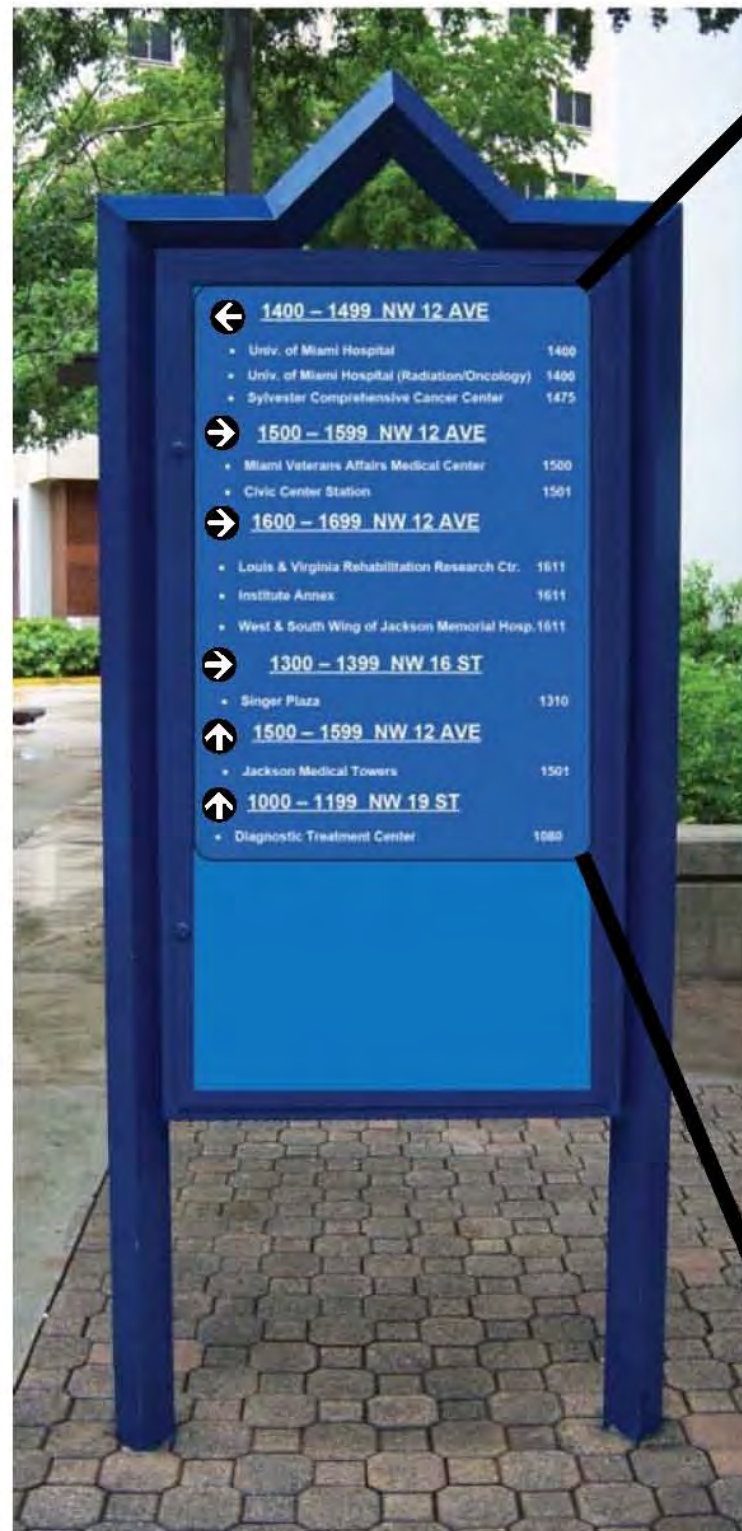 ← 1400 – 1499 NW 12 AVE
• Univ. of Miami Hospital 1400
• Univ. of Miami Hospital (Radiation/Oncology) 1400
• Sylvester Comprehensive Cancer Center 1475
→ 1500 – 1599 NW 12 AVE
• Miami Veterans Affairs Medical Center 1500
• Civic Center Station 1501
→ 1600 – 1699 NW 12 AVE
• Louis & Virginia Rehabilitation Research Ctr. 1611
• Institute Annex 1611
• West & South Wing of Jackson Memorial Hosp. 1611
→ 1300 – 1399 NW 16 ST
• Singer Plaza 1310
↑ 1500 – 1599 NW 12 AVE
• Jackson Medical Towers 1501
↑ 1000 – 1199 NW 19 ST
• Diagnostic Treatment Center 1080